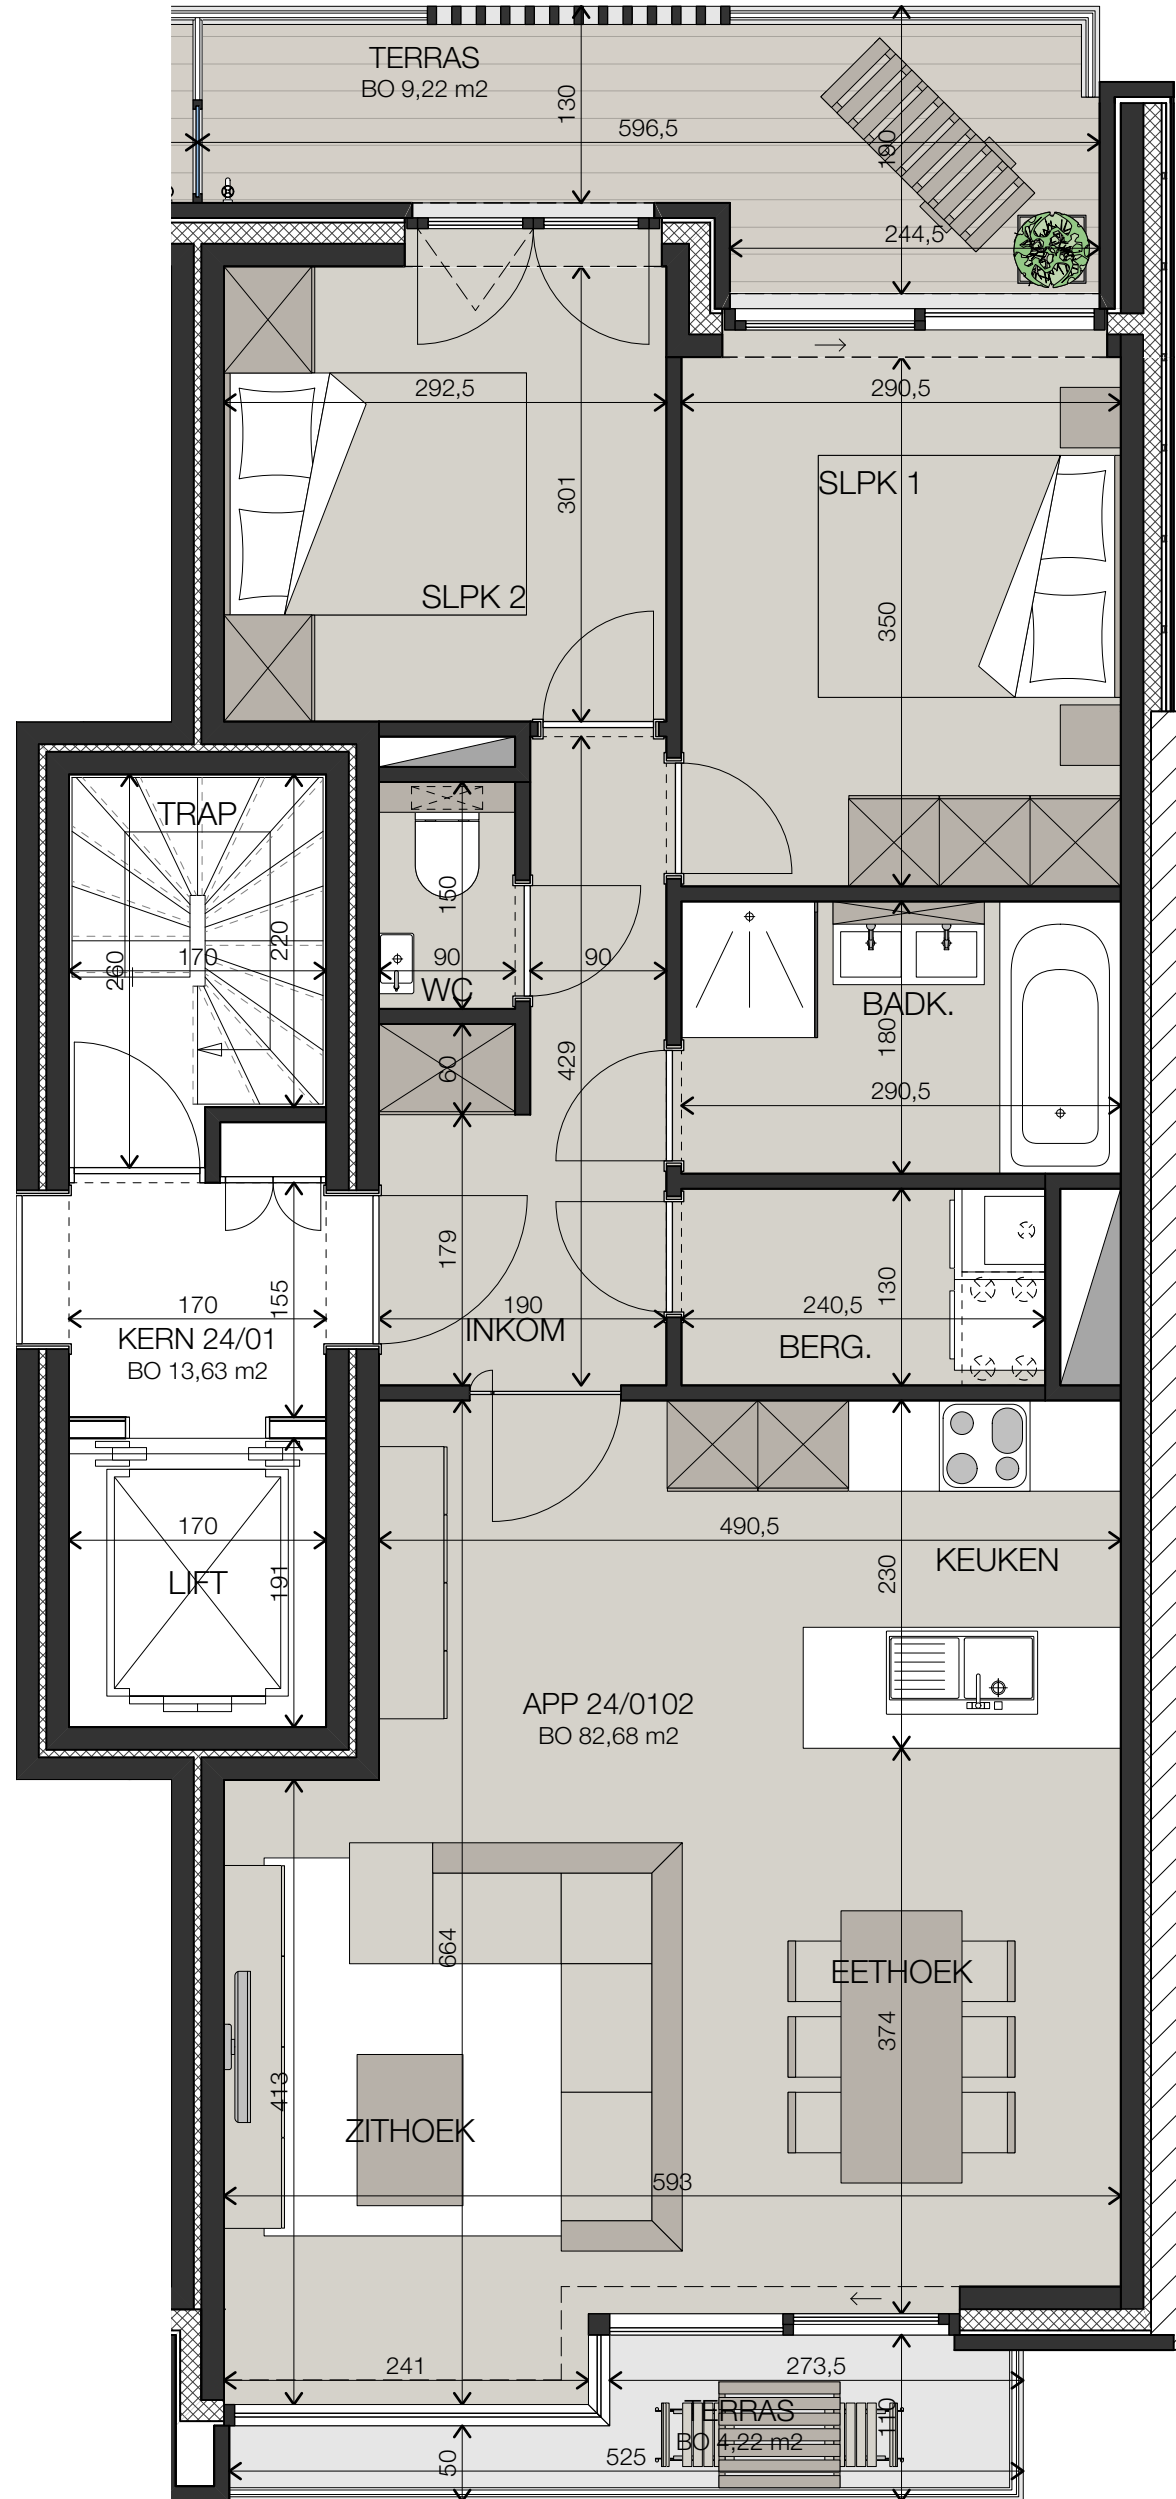 TERRAS
BO 9,22 m2
130
596,5
190
244,5
292,5
290,5
301
SLPK 1
SLPK 2
350
TRAP
150
220
260
170
90
90
WC
BADK.
180
429
60
290,5
179
155
130
170
190
240,5
KERN 24/01
INKOM
BERG.
BO 13,63 m2
170
490,5
KEUKEN
230
LIFT
191
APP 24/0102
BO 82,68 m2
664
EETHOEK
374
413
ZITHOEK
593
241
273,5
TERRAS
110
BO 4,22 m2
525
50